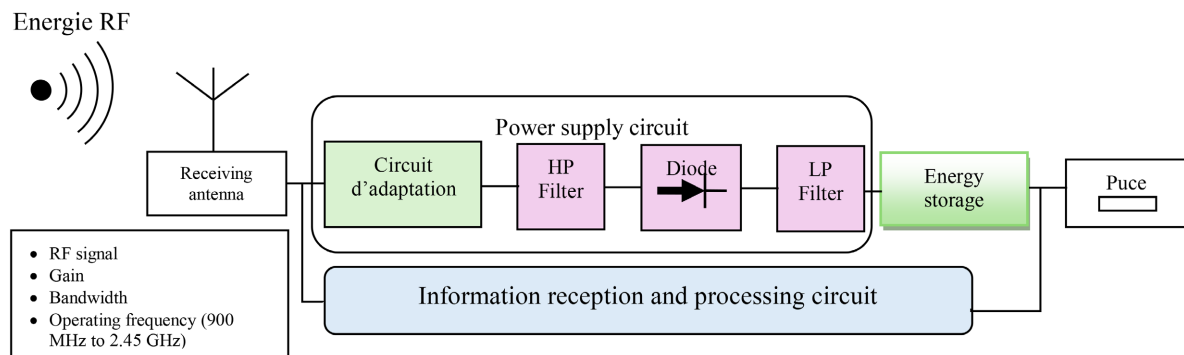 Energie RF
Receiving
antenna
Power supply circuit
Circuit
d'adaptation
HP
Filter
Diode
LP
Filter
Energy
storage
Puce
• RF signal
• Gain
• Bandwidth
• Operating frequency (900
MHz to 2.45 GHz)
Information reception and processing circuit